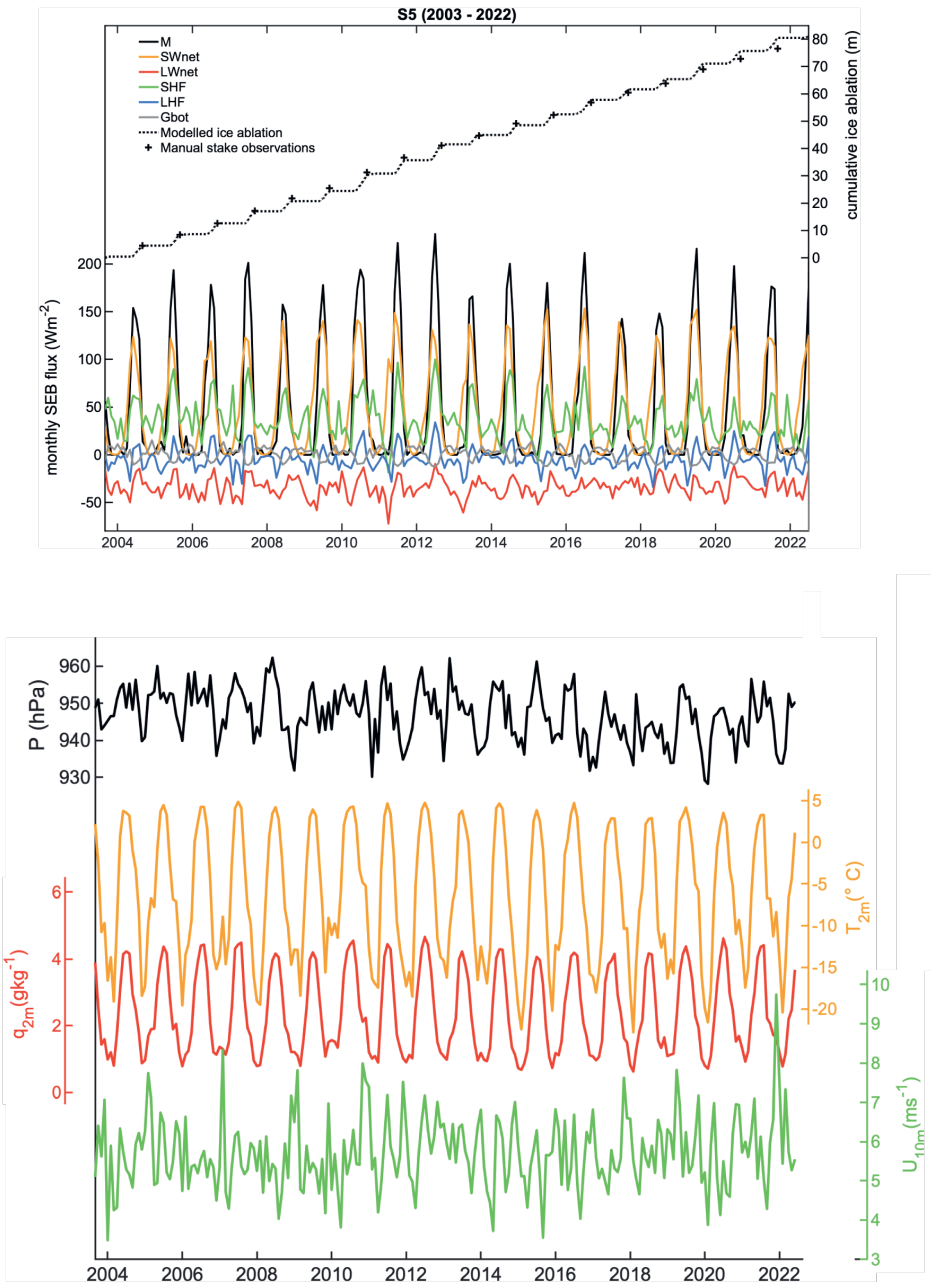 S5 (2003 - 2022)
M
SWnet
LWnet
SHF
LHF
Gbot
Modelled ice ablation
Manual stake observations
80
70
60
50
40
30
20
10
0
cumulative ice ablation (m)
200
150
100
50
0
-50
monthly SEB flux (Wm-2)
2004 2006 2008 2010 2012 2014 2016 2018 2020 2022
960
950
940
930
P (hPa)
5
0
-5
-10
-15
-20
T2m(° C)
6
4
2
0
q2m(gkg-1)
10
9
8
7
6
5
4
3
U10m(ms-1)
2004 2006 2008 2010 2012 2014 2016 2018 2020 2022